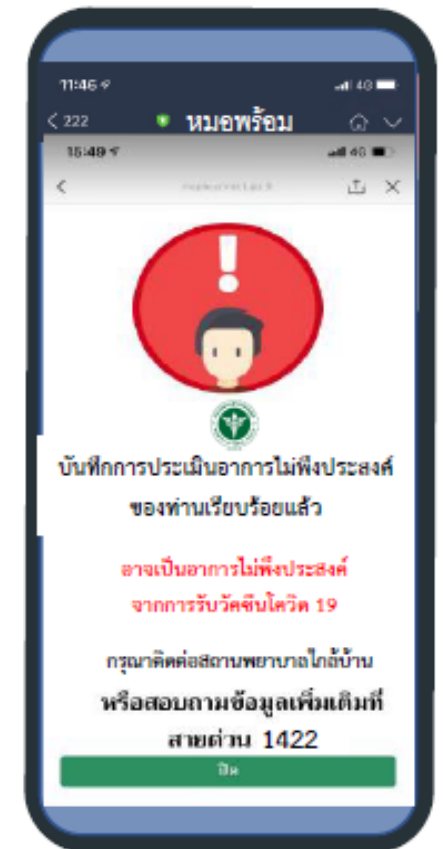 11:46
4G
222
หมอพร้อม
15:49
4G
บันทึกการประเมินอาการไม่พึงประสงค์
ของท่านเรียบร้อยแล้ว
อาจเป็นอาการไม่พึงประสงค์
จากการรับวัคซีนโควิด 19
กรุณาติดต่อสถานพยาบาลใกล้บ้าน
หรือสอบถามข้อมูลเพิ่มเติมที่
สายด่วน 1422
ปิด